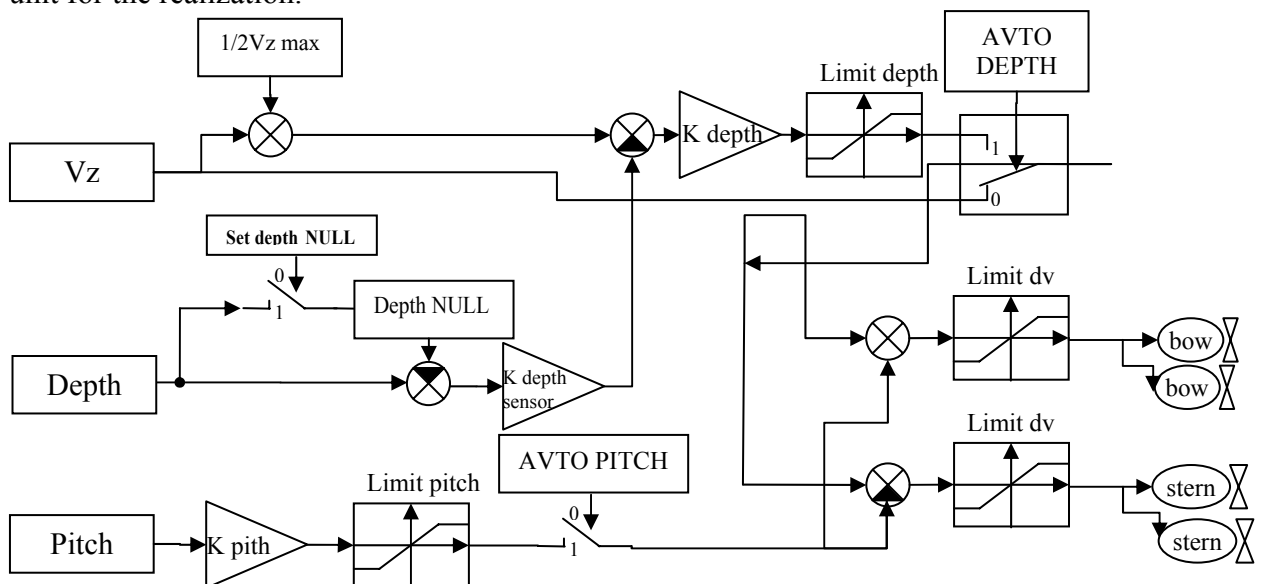 unit for the realization.
1/2Vz max
AVTO
DEPTH
Limit depth
K depth
1
Vz
0
Set depth NULL
0
1
Depth NULL
Limit dv
bow
bow
Depth
K depth
sensor
AVTO PITCH
Limit dv
Limit pitch
0
1
stern
stern
Pitch
K pith